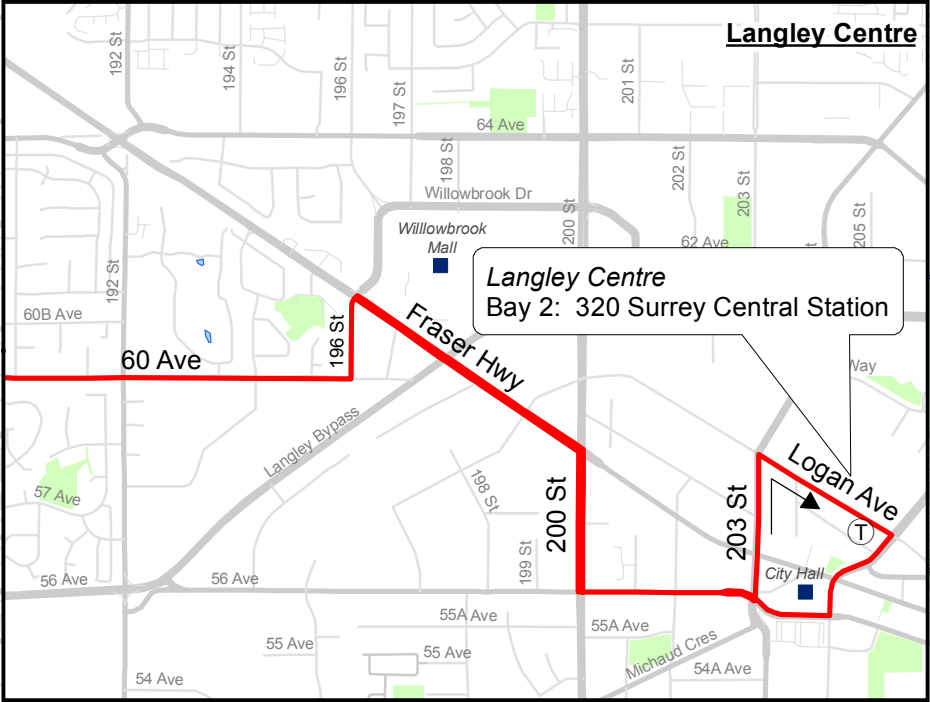 Langley Centre
192 St
194 St
196 St
197 St
201 St
64 Ave
198 St
202 St
203 St
Willowbrook Dr
200 St
205 St
Willlowbrook
Mall
62 Ave
Langley Centre
Bay 2: 320 Surrey Central Station
192 St
60B Ave
196 St
Fraser Hwy
60 Ave
Way
Langley Bypass
Logan Ave
57 Ave
198 St
200 St
203 St
T
199 St
City Hall
56 Ave
56 Ave
55A Ave
55A Ave
55 Ave
55 Ave
Michaud Cres
54A Ave
54 Ave